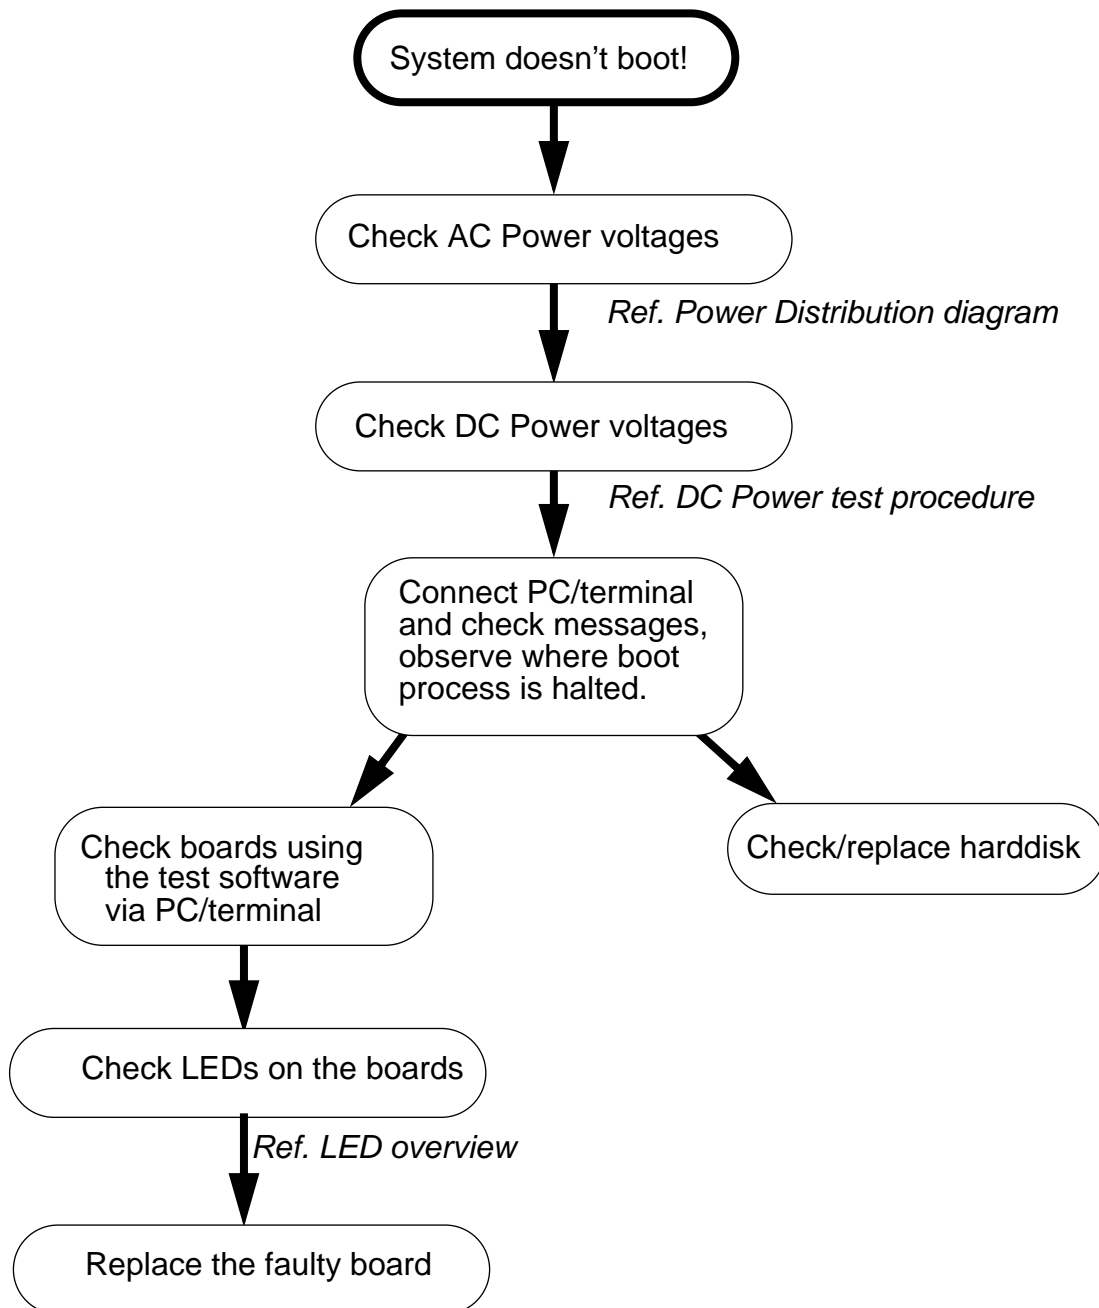 System doesn't boot!
Check AC Power voltages
Ref. Power Distribution diagram
Check DC Power voltages
Ref. DC Power test procedure
Connect PC/terminal
and check messages,
observe where boot
process is halted.
Check boards using
the test software
via PC/terminal
Check/replace harddisk
Check LEDs on the boards
Ref. LED overview
Replace the faulty board